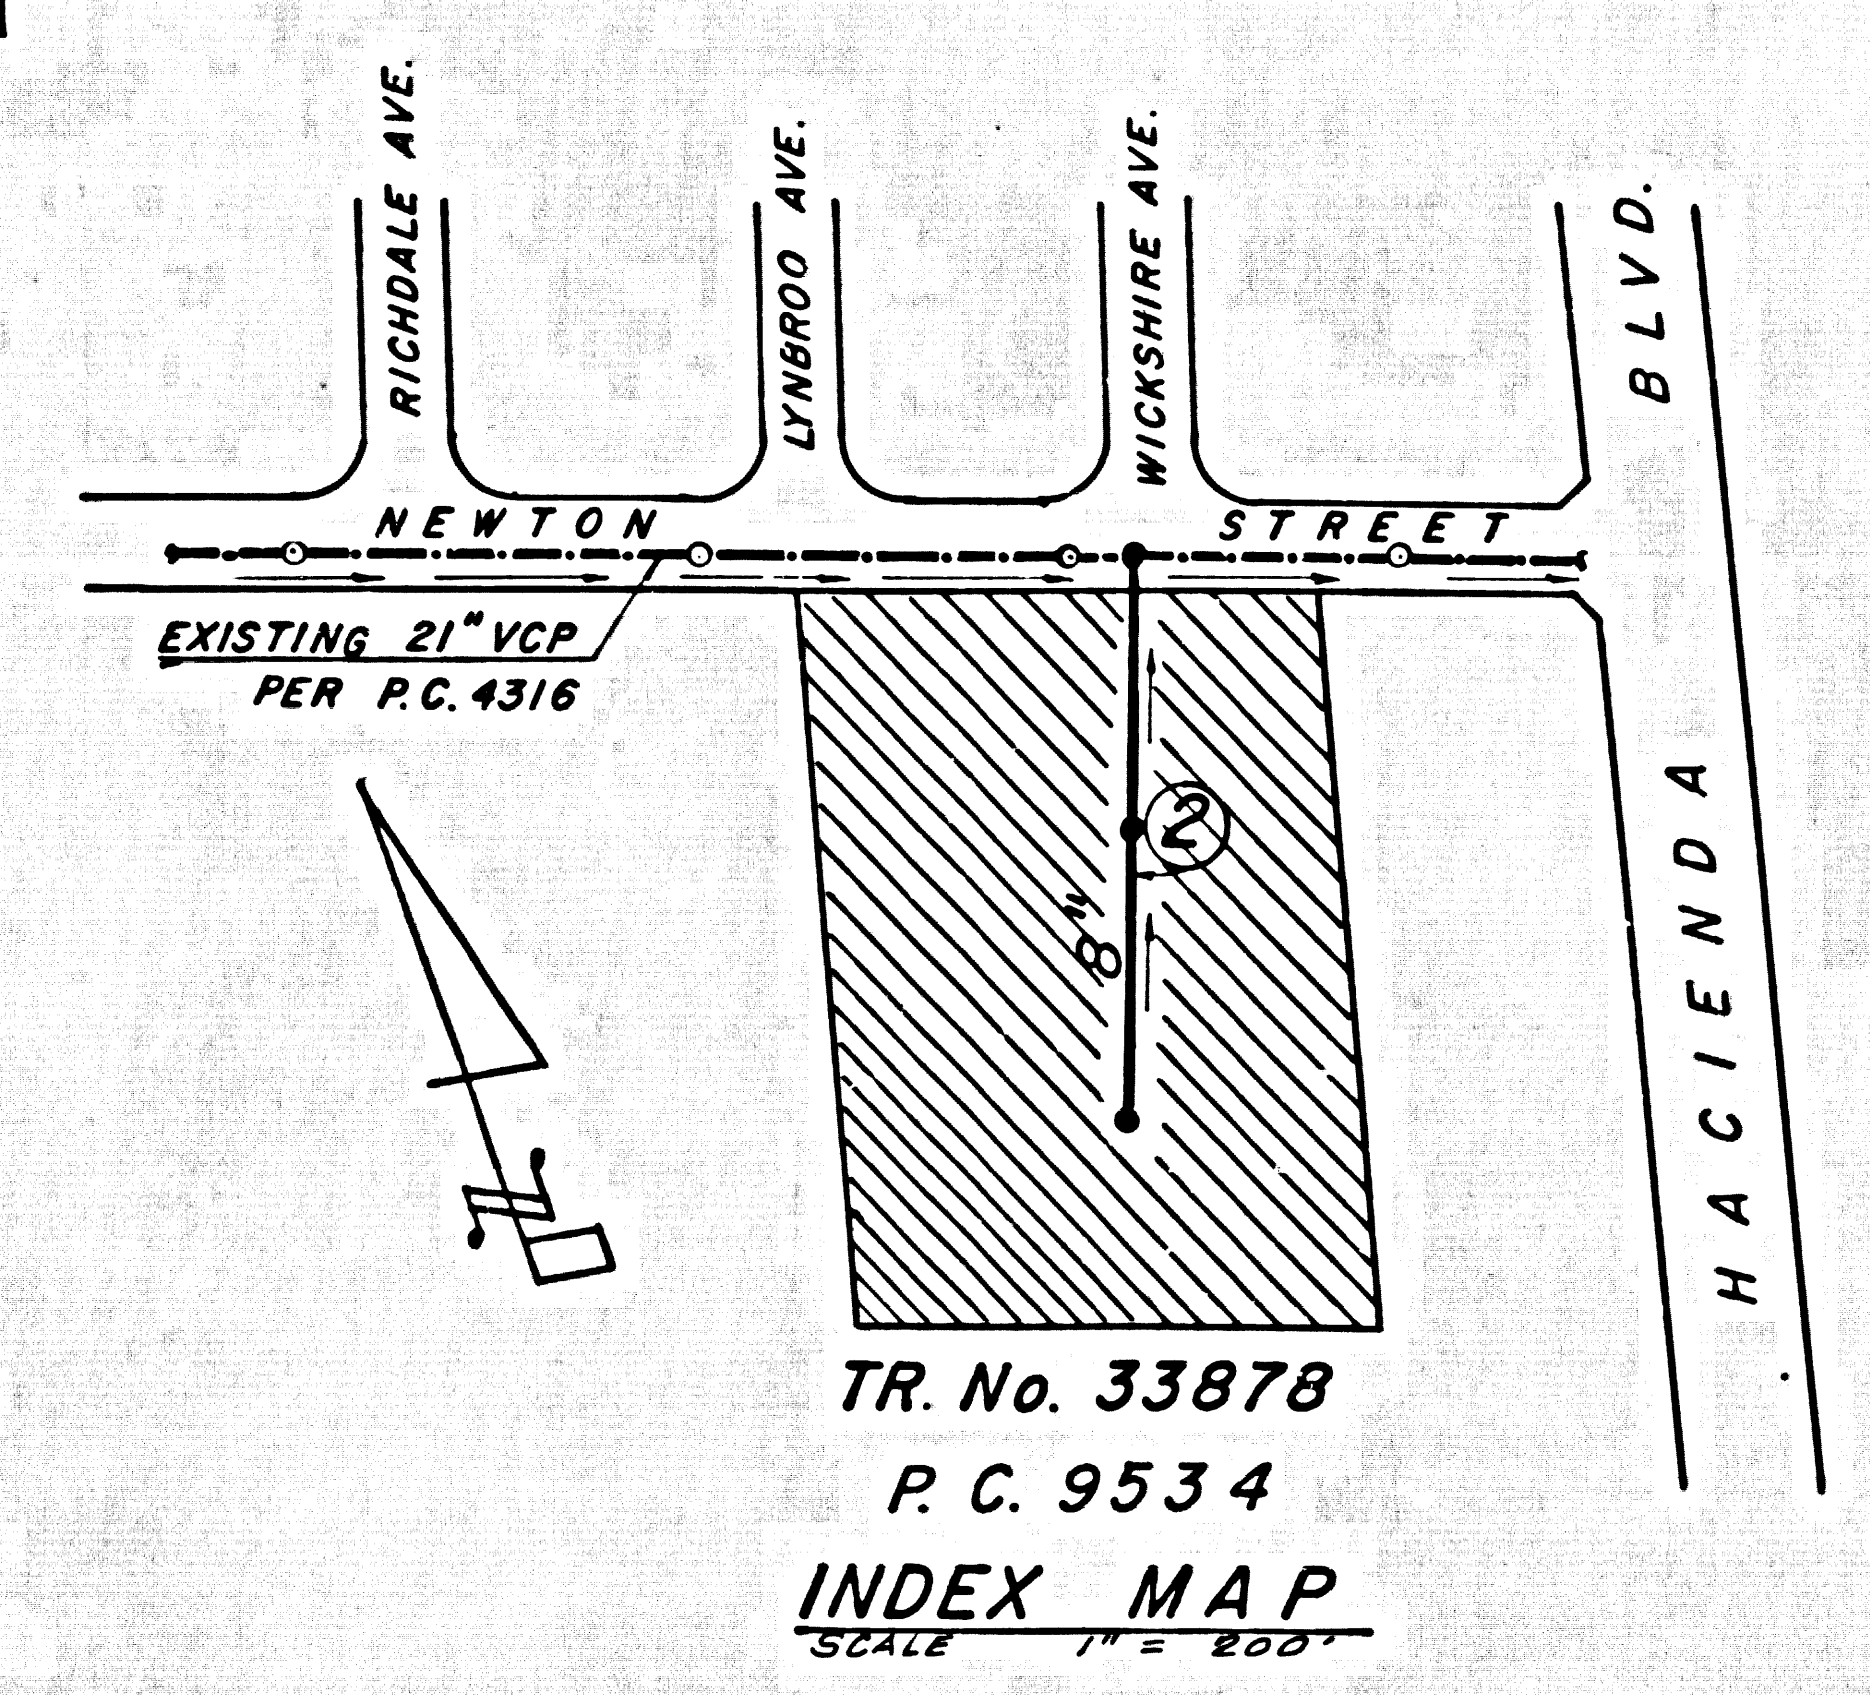 RICHDALE AVE.
LYNBROO AVE.
WICKSHIRE AVE.
HACIENDA BLVD.
NEWTON STREET
EXISTING 21" VCP
PER P.C. 4316
2
8"
N
TR. No. 33878
P. C. 9534
INDEX MAP
SCALE 1" = 200'